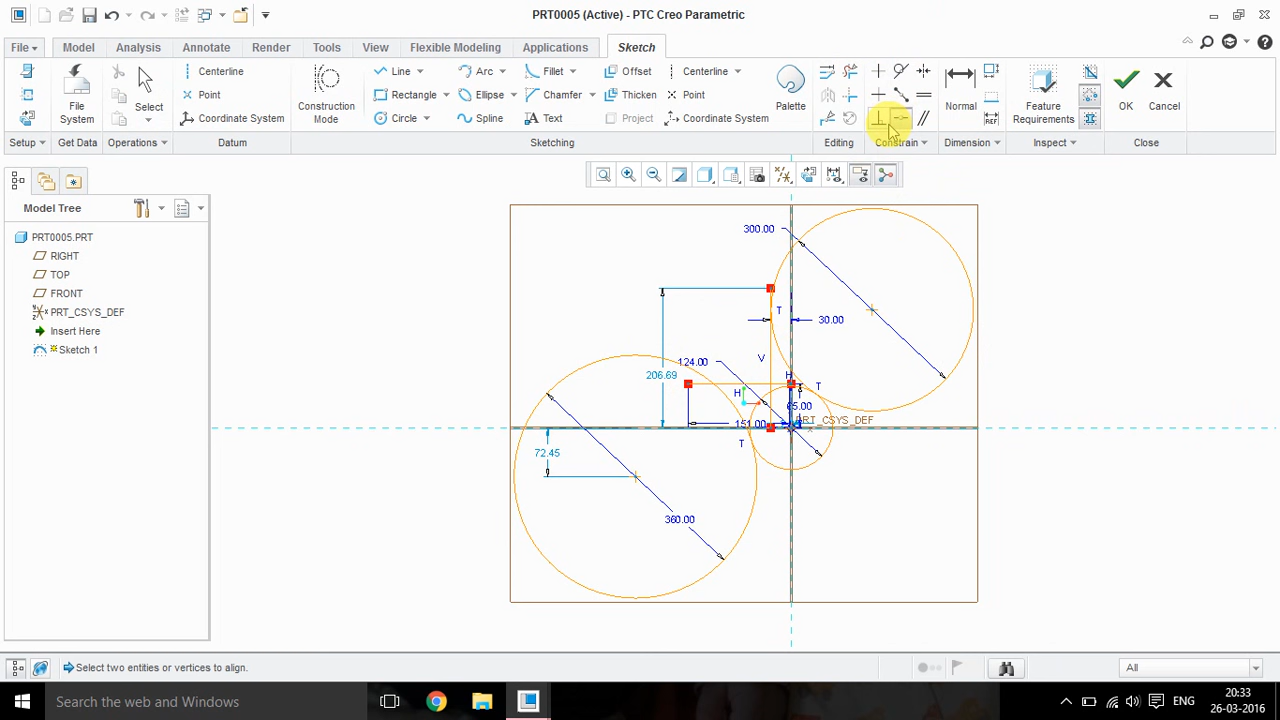 PRT0005 (Active) - PTC Creo Parametric
File
Model
Analysis
Annotate
Render
Tools
View
Flexible Modeling
Applications
Sketch
File System
Select
Centerline
Point
Coordinate System
Construction Mode
Line
Rectangle
Circle
Arc
Ellipse
Spline
Fillet
Chamfer
Text
Offset
Thicken
Project
Centerline
Point
Coordinate System
Palette
Normal
REF
Feature Requirements
OK
Cancel
Setup
Get Data
Operations
Datum
Sketching
Editing
Constrain
Dimension
Inspect
Close
Model Tree
PRT0005.PRT
RIGHT
TOP
FRONT
PRT_CSYS_DEF
Insert Here
Sketch 1
300.00
T
30.00
V
124.00
206.69
H
T
H
65.00
151.00
PRT_CSYS_DEF
T
72.45
360.00
Select two entities or vertices to align.
All
Search the web and Windows
ENG
20:33
26-03-2016